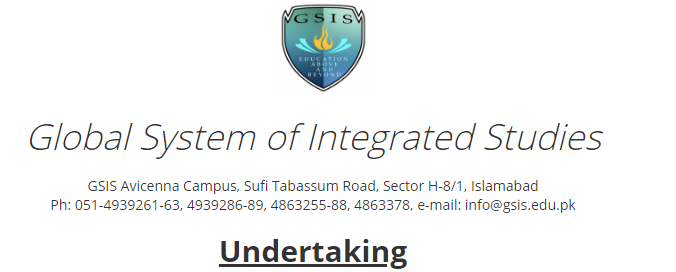 GSIS
EDUCATION
ABOVE
AND
BEYOND
Global System of Integrated Studies
GSIS Avicenna Campus, Sufi Tabassum Road, Sector H-8/1, Islamabad
Ph: 051-4939261-63, 4939286-89, 4863255-88, 4863378, e-mail: info@gsis.edu.pk
Undertaking